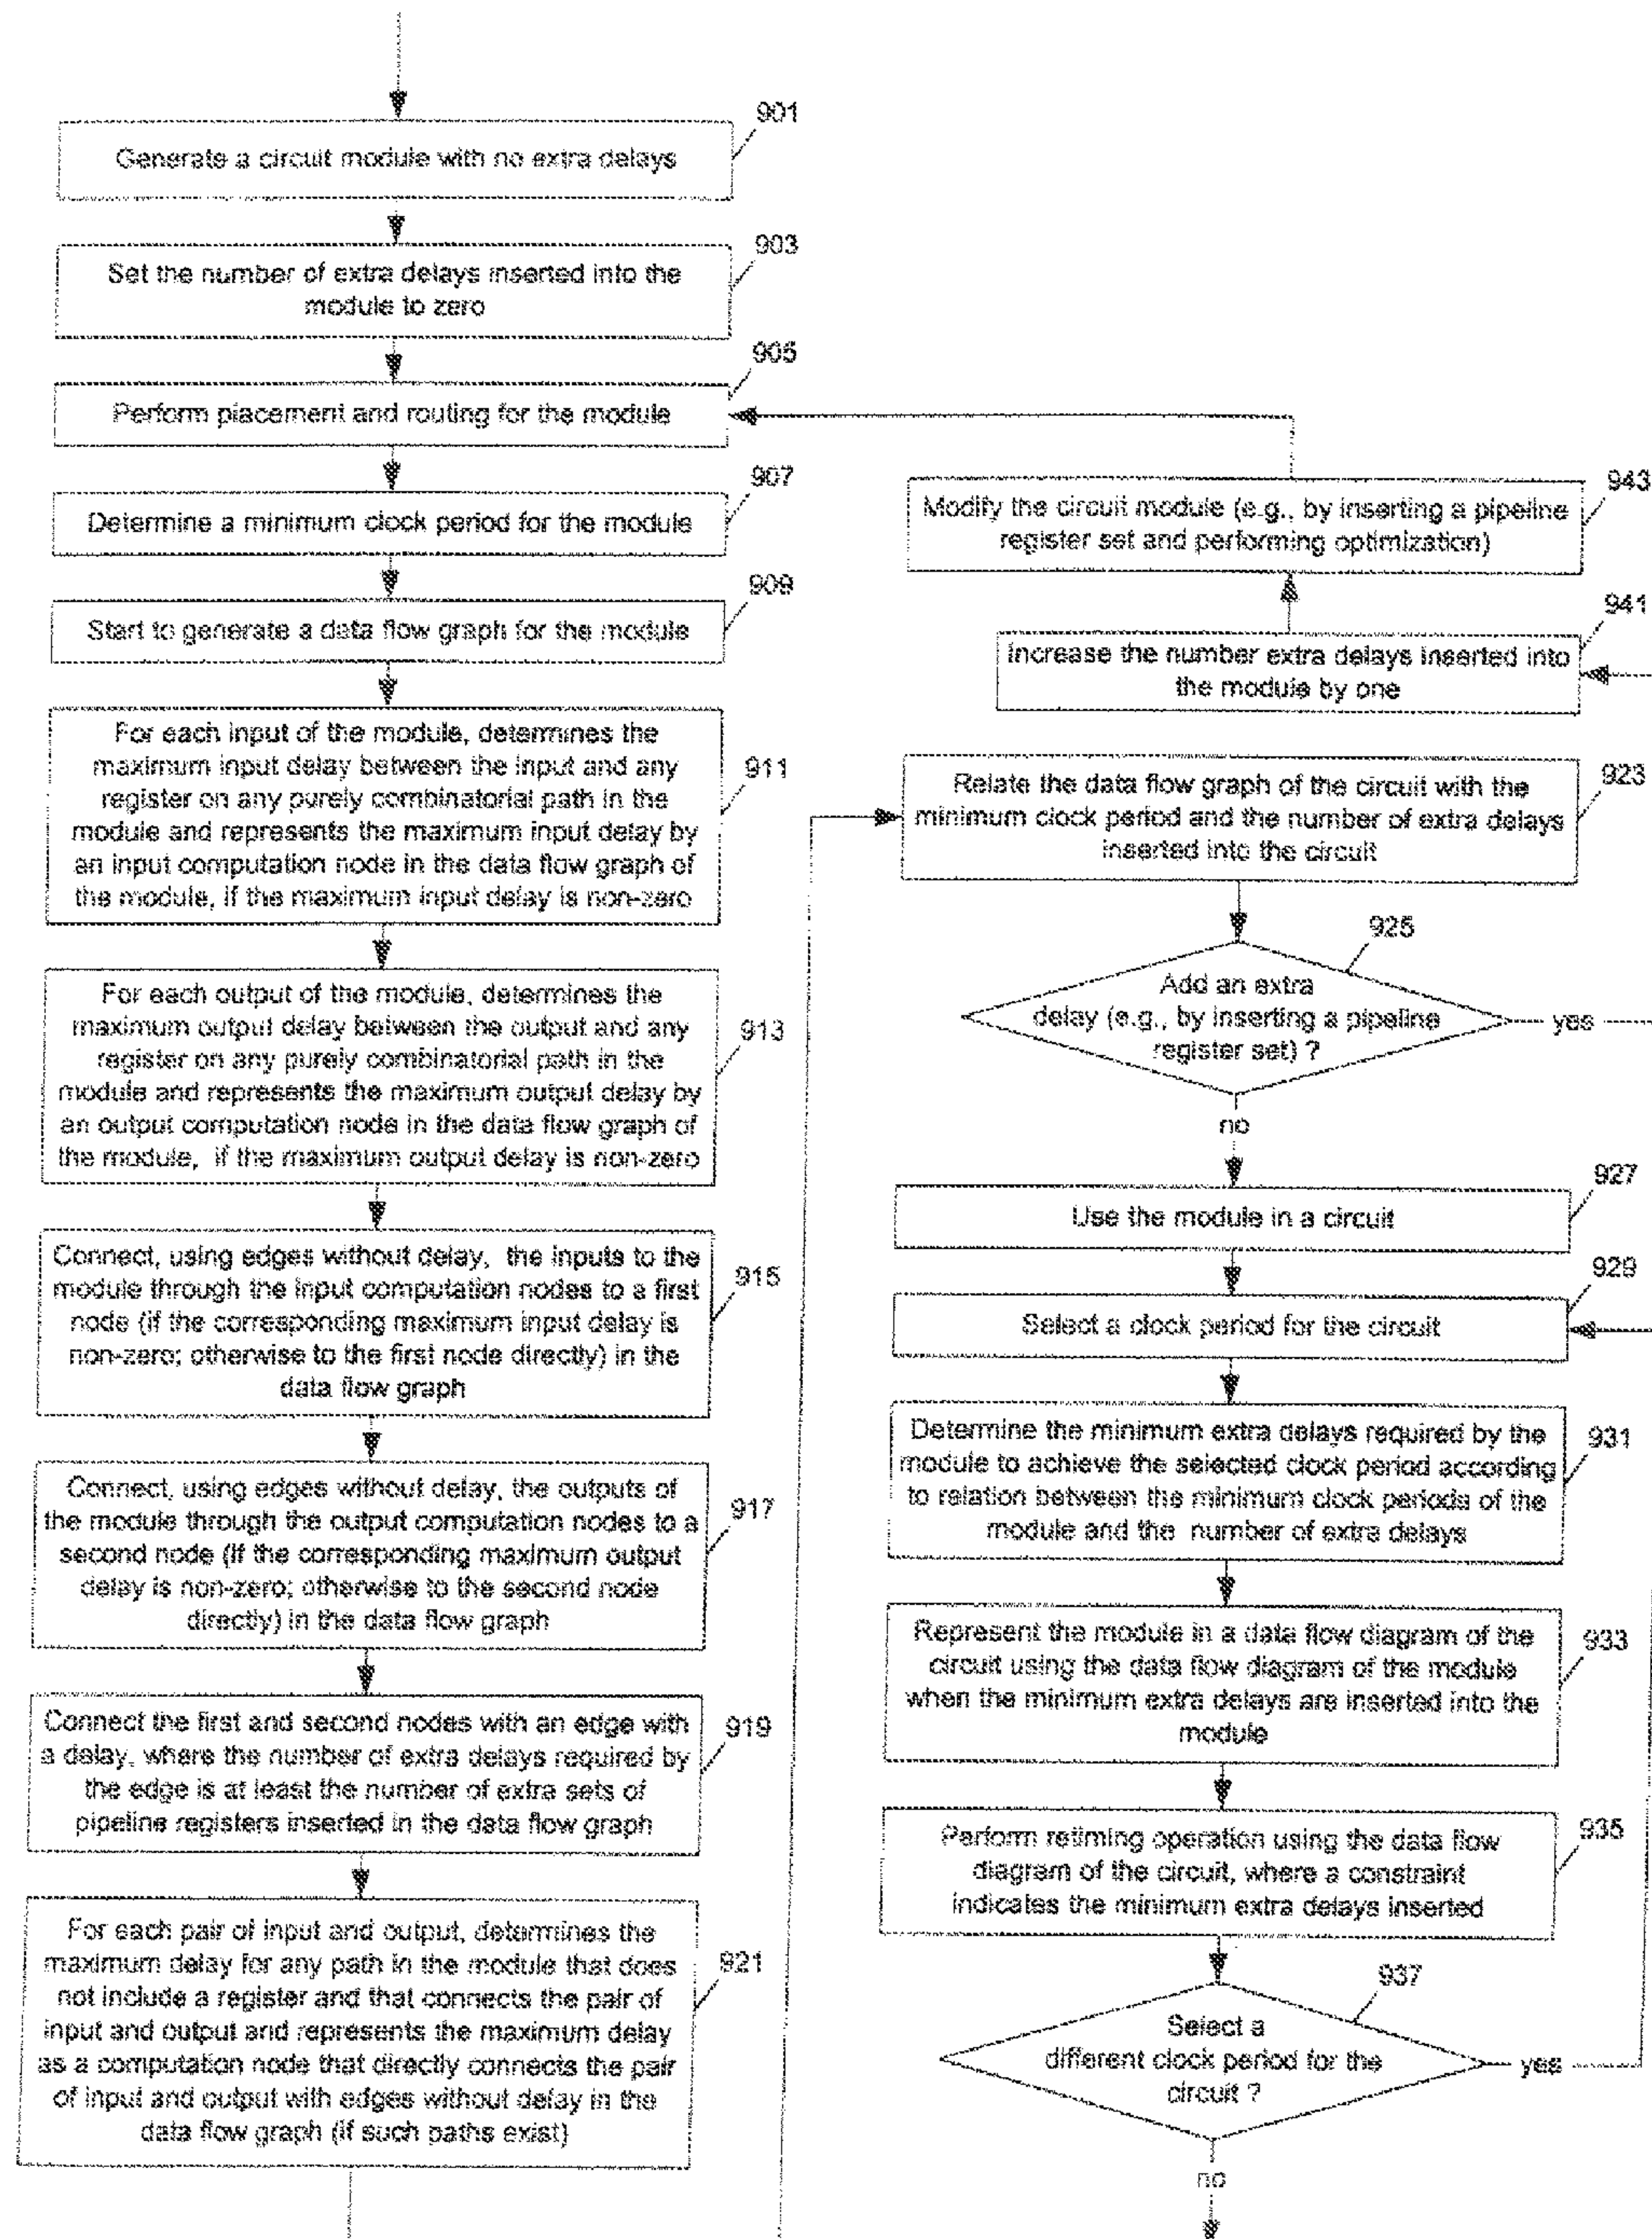 901
Generate a circuit module with no extra delays
903
Set the number of extra delays inserted into the
module to zero
905
Perform placement and routing for the module
907
Determine a minimum clock period for the module
909
Start to generate a data flow graph for the module
For each input of the module, determines the
maximum input delay between the input and any
register on any purely combinatorial path in the
module and represents the maximum input delay by
an input computation node in the data flow graph of
the module, if the maximum input delay is non-zero
911
For each output of the module, determines the
maximum output delay between the output and any
register on any purely combinatorial path in the
module and represents the maximum output delay by
an output computation node in the data flow graph of
the module, if the maximum output delay is non-zero
913
Connect, using edges without delay, the inputs to the
module through the input computation nodes to a first
node (if the corresponding maximum input delay is
non-zero; otherwise to the first node directly) in the
data flow graph
915
Connect, using edges without delay, the outputs of
the module through the output computation nodes to a
second node (if the corresponding maximum output
delay is non-zero; otherwise to the second node
directly) in the data flow graph
917
Connect the first and second nodes with an edge with
a delay, where the number of extra delays required by
the edge is at least the number of extra sets of
pipeline registers inserted in the data flow graph
919
For each pair of input and output, determines the
maximum delay for any path in the module that does
not include a register and that connects the pair of
input and output and represents the maximum delay
as a computation node that directly connects the pair
of input and output with edges without delay in the
data flow graph (if such paths exist)
921
943
Modify the circuit module (e.g., by inserting a pipeline
register set and performing optimization)
941
Increase the number extra delays inserted into
the module by one
923
Relate the data flow graph of the circuit with the
minimum clock period and the number of extra delays
inserted into the circuit
925
Add an extra
delay (e.g., by inserting a pipeline
register set) ?
yes
no
927
Use the module in a circuit
929
Select a clock period for the circuit
Determine the minimum extra delays required by the
module to achieve the selected clock period according
to relation between the minimum clock periods of the
module and the number of extra delays
931
Represent the module in a data flow diagram of the
circuit using the data flow diagram of the module
when the minimum extra delays are inserted into the
module
933
Perform retiming operation using the data flow
diagram of the circuit, where a constraint
indicates the minimum extra delays inserted
935
937
Select a
different clock period for the
circuit ?
yes
no